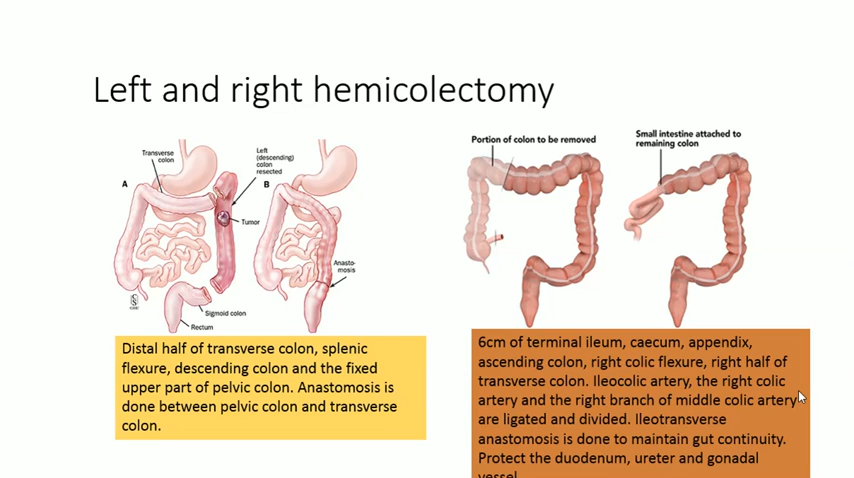 Left and right hemicolectomy
Transverse
colon
Left
(descending)
colon
resected
A
B
Tumor
Anasto-
mosis
Sigmoid colon
Rectum
Portion of colon to be removed
Small intestine attached to
remaining colon
Distal half of transverse colon, splenic
flexure, descending colon and the fixed
upper part of pelvic colon. Anastomosis is
done between pelvic colon and transverse
colon.
6cm of terminal ileum, caecum, appendix,
ascending colon, right colic flexure, right half of
transverse colon. Ileocolic artery, the right colic
artery and the right branch of middle colic artery
are ligated and divided. Ileotransverse
anastomosis is done to maintain gut continuity.
Protect the duodenum, ureter and gonadal
vessel